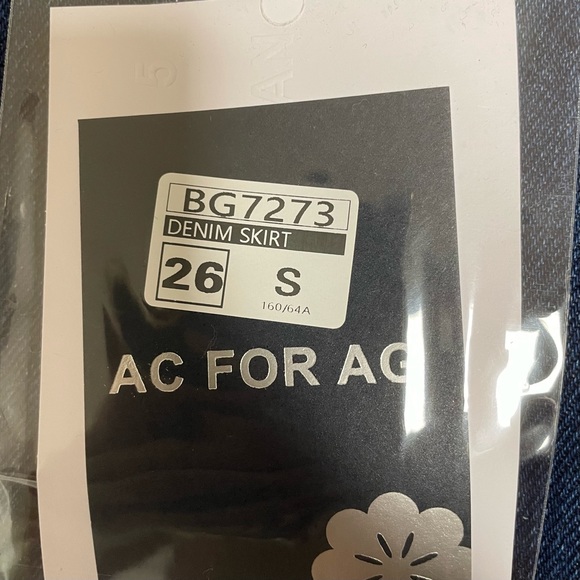 BG7273
DENIM SKIRT
26 S
160/64A
AC FOR AG